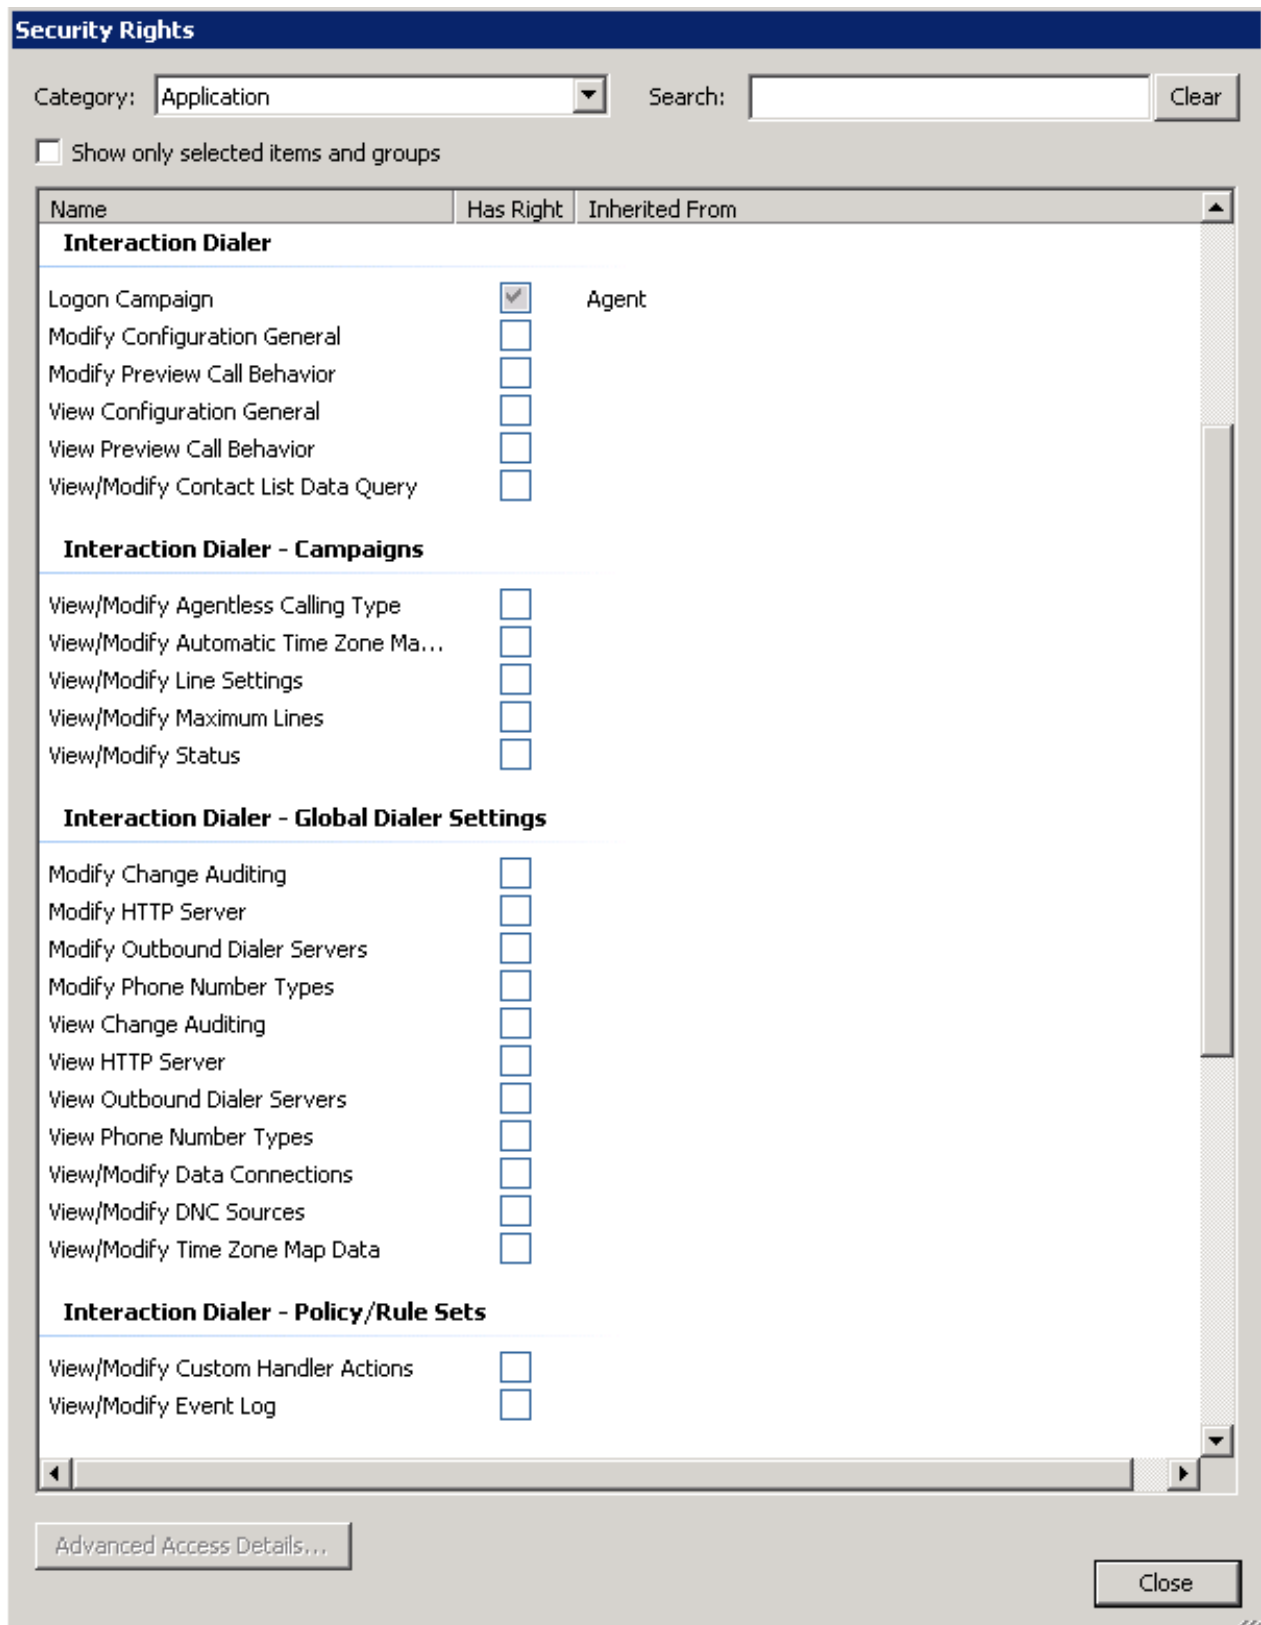 Security Rights
Category: Application Search: Clear
Show only selected items and groups
Name Has Right Inherited From
Interaction Dialer
Logon Campaign Agent
Modify Configuration General
Modify Preview Call Behavior
View Configuration General
View Preview Call Behavior
View/Modify Contact List Data Query
Interaction Dialer - Campaigns
View/Modify Agentless Calling Type
View/Modify Automatic Time Zone Ma...
View/Modify Line Settings
View/Modify Maximum Lines
View/Modify Status
Interaction Dialer - Global Dialer Settings
Modify Change Auditing
Modify HTTP Server
Modify Outbound Dialer Servers
Modify Phone Number Types
View Change Auditing
View HTTP Server
View Outbound Dialer Servers
View Phone Number Types
View/Modify Data Connections
View/Modify DNC Sources
View/Modify Time Zone Map Data
Interaction Dialer - Policy/Rule Sets
View/Modify Custom Handler Actions
View/Modify Event Log
Advanced Access Details...
Close